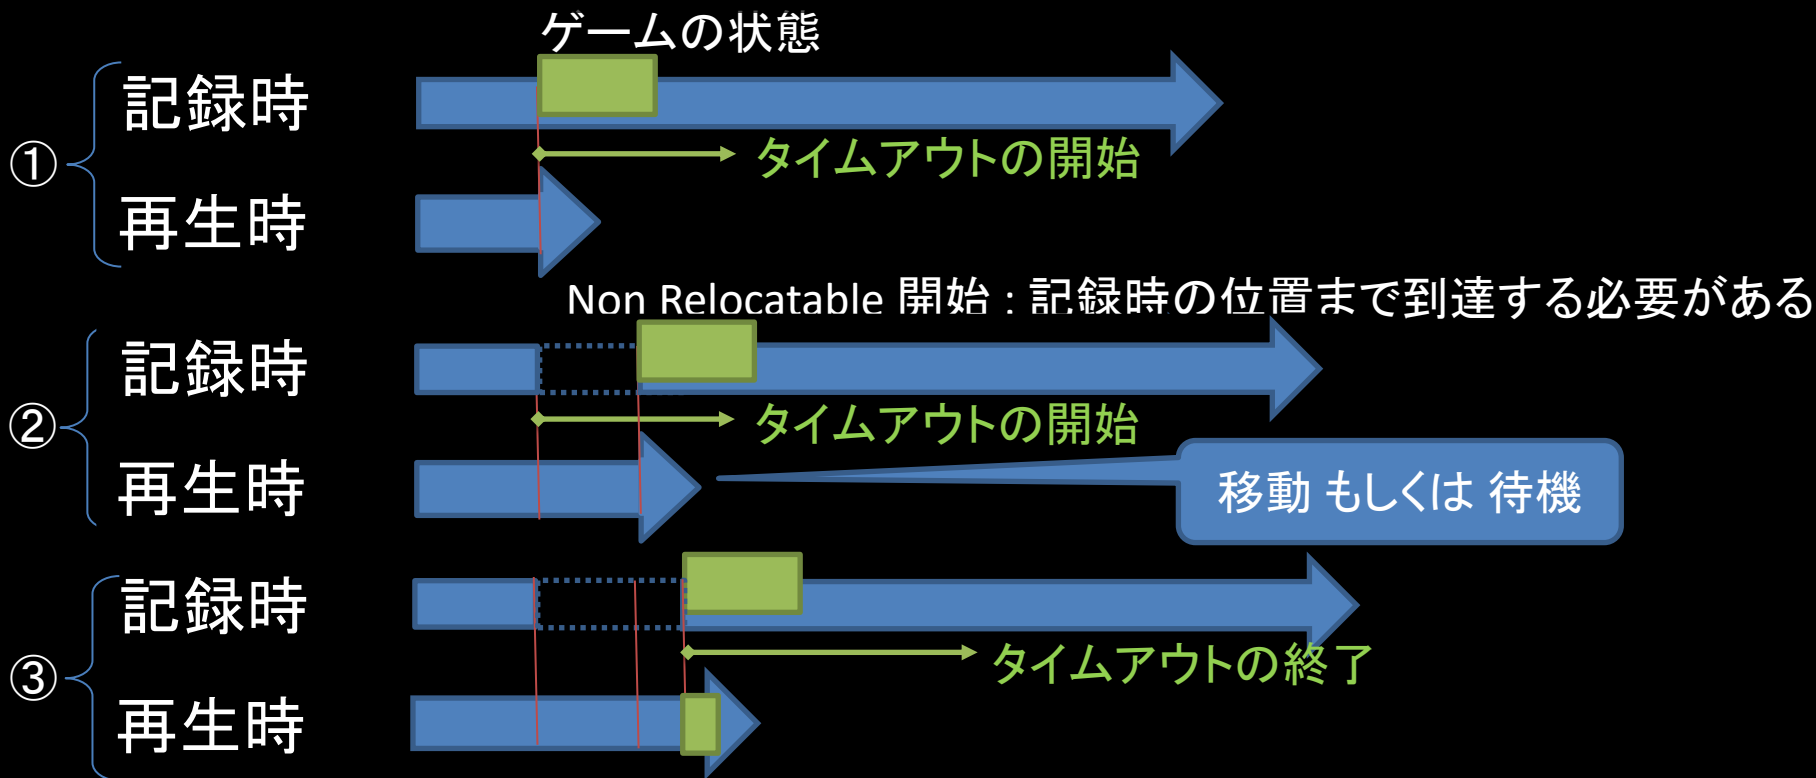 ゲームの状態
①
記録時
タイムアウトの開始
再生時
Non Relocatable 開始 : 記録時の位置まで到達する必要がある
②
記録時
タイムアウトの開始
再生時
移動 もしくは 待機
③
記録時
タイムアウトの終了
再生時